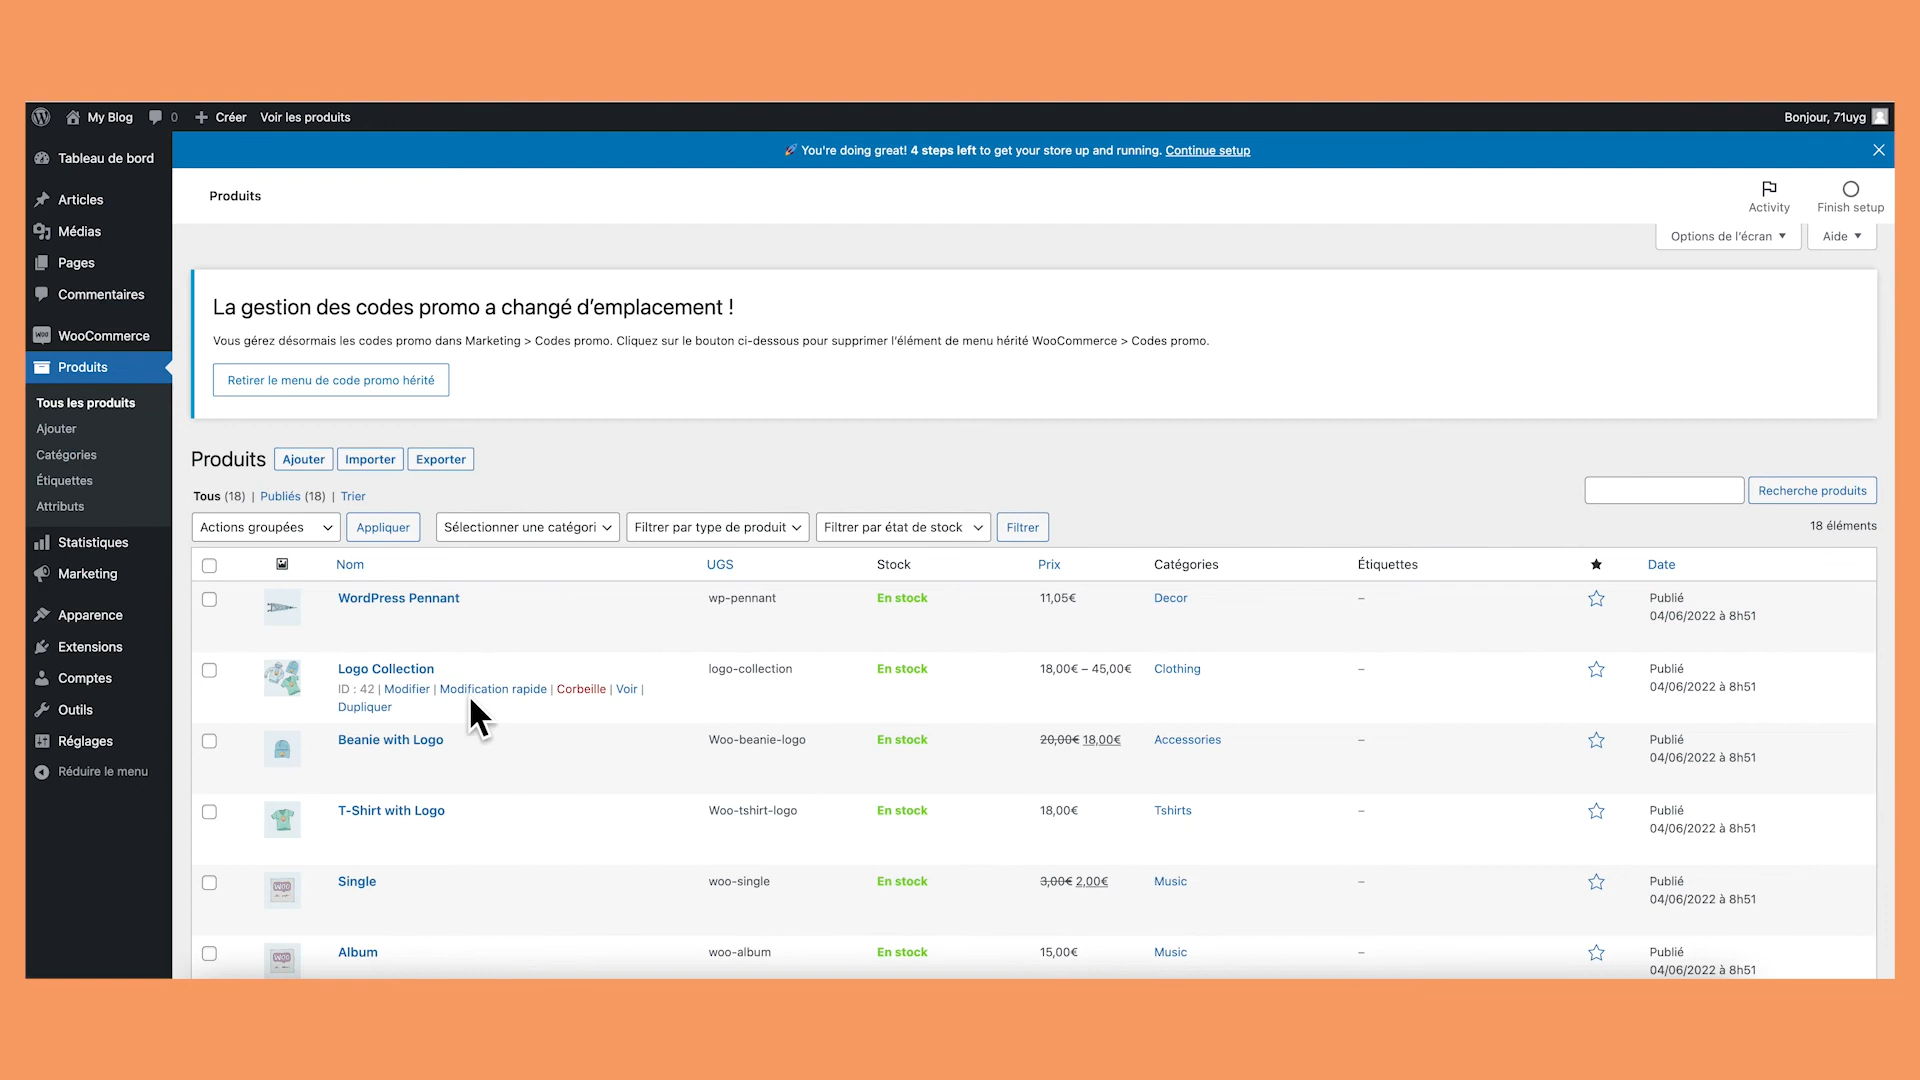 My Blog 0 Créer Voir les produits Bonjour, 71uyg
🚀 You're doing great! 4 steps left to get your store up and running. Continue setup
Tableau de bord
Articles
Médias
Pages
Commentaires
WooCommerce
Produits
Tous les produits
Ajouter
Catégories
Étiquettes
Attributs
Statistiques
Marketing
Apparence
Extensions
Comptes
Outils
Réglages
Réduire le menu
Produits
Activity
Finish setup
Options de l'écran ▼ Aide ▼
La gestion des codes promo a changé d’emplacement !
Vous gérez désormais les codes promo dans Marketing > Codes promo. Cliquez sur le bouton ci-dessous pour supprimer l’élément de menu hérité WooCommerce > Codes promo.
Retirer le menu de code promo hérité
Produits Ajouter Importer Exporter
Tous (18) | Publiés (18) | Trier
Recherche produits
Actions groupées Appliquer Sélectionner une catégori Filtrer par type de produit Filtrer par état de stock Filtrer
18 éléments
Nom UGS Stock Prix Catégories Étiquettes ★ Date
WordPress Pennant wp-pennant En stock 11,05€ Decor – Publié
04/06/2022 à 8h51
Logo Collection logo-collection En stock 18,00€ – 45,00€ Clothing – Publié
ID : 42 | Modifier | Modification rapide | Corbeille | Voir | 04/06/2022 à 8h51
Dupliquer
Beanie with Logo Woo-beanie-logo En stock 20,00€ 18,00€ Accessories – Publié
04/06/2022 à 8h51
T-Shirt with Logo Woo-tshirt-logo En stock 18,00€ Tshirts – Publié
04/06/2022 à 8h51
Single woo-single En stock 3,00€ 2,00€ Music – Publié
04/06/2022 à 8h51
Album woo-album En stock 15,00€ Music – Publié
04/06/2022 à 8h51